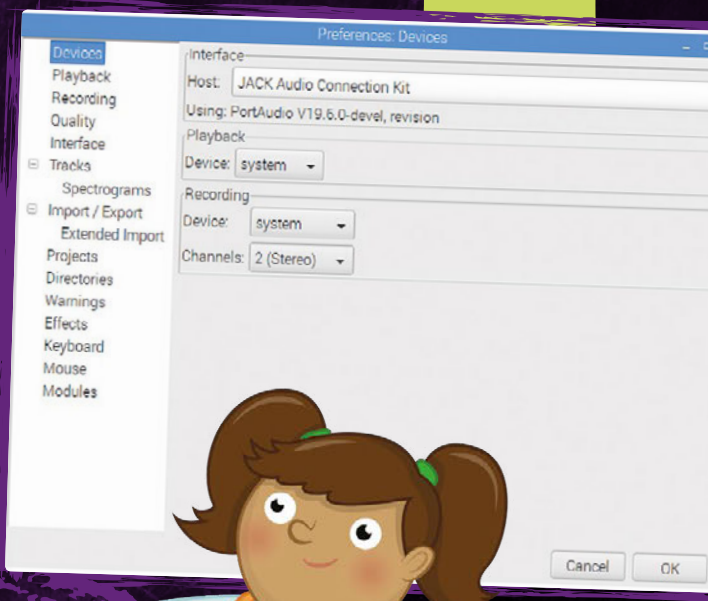 Preferences: Devices
Devices
Playback
Recording
Quality
Interface
Tracks
Spectrograms
Import / Export
Extended Import
Projects
Directories
Warnings
Effects
Keyboard
Mouse
Modules
Interface
Host: JACK Audio Connection Kit
Using: PortAudio V19.6.0-devel, revision
Playback
Device: system
Recording
Device: system
Channels: 2 (Stereo)
Cancel OK